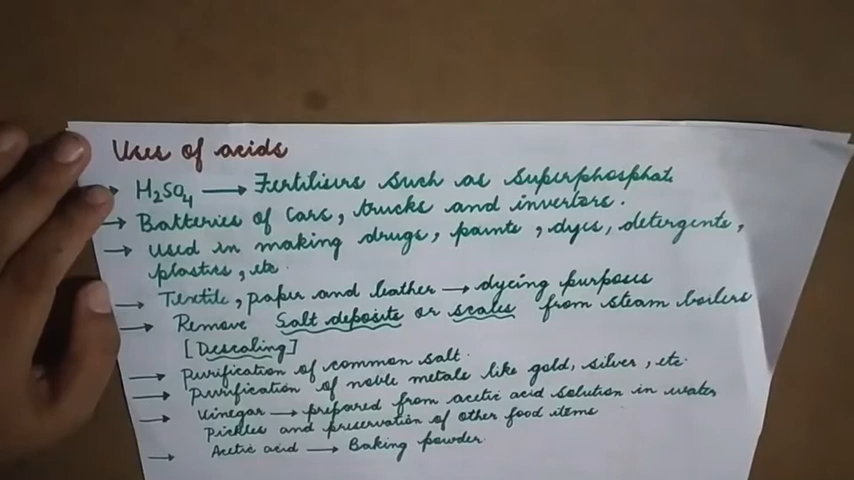 Uses of acids
→ H₂SO₄ → Fertilisers such as superphosphat
→ Batteries of Cars, trucks and invertors.
→ Used in making drugs, paints, dyes, detergents,
plastics, etc.
→ Textile, paper and leather → dyeing purposes
→ Remove Salt deposits or scales from steam boilers
[Descaling]
→ Purification of common salt.
→ Purification of noble metals like gold, silver, etc.
→ Vinegar → prepared from acetic acid solution in water
Pickles and preservation of other food items
→ Acetic acid → Baking powder.